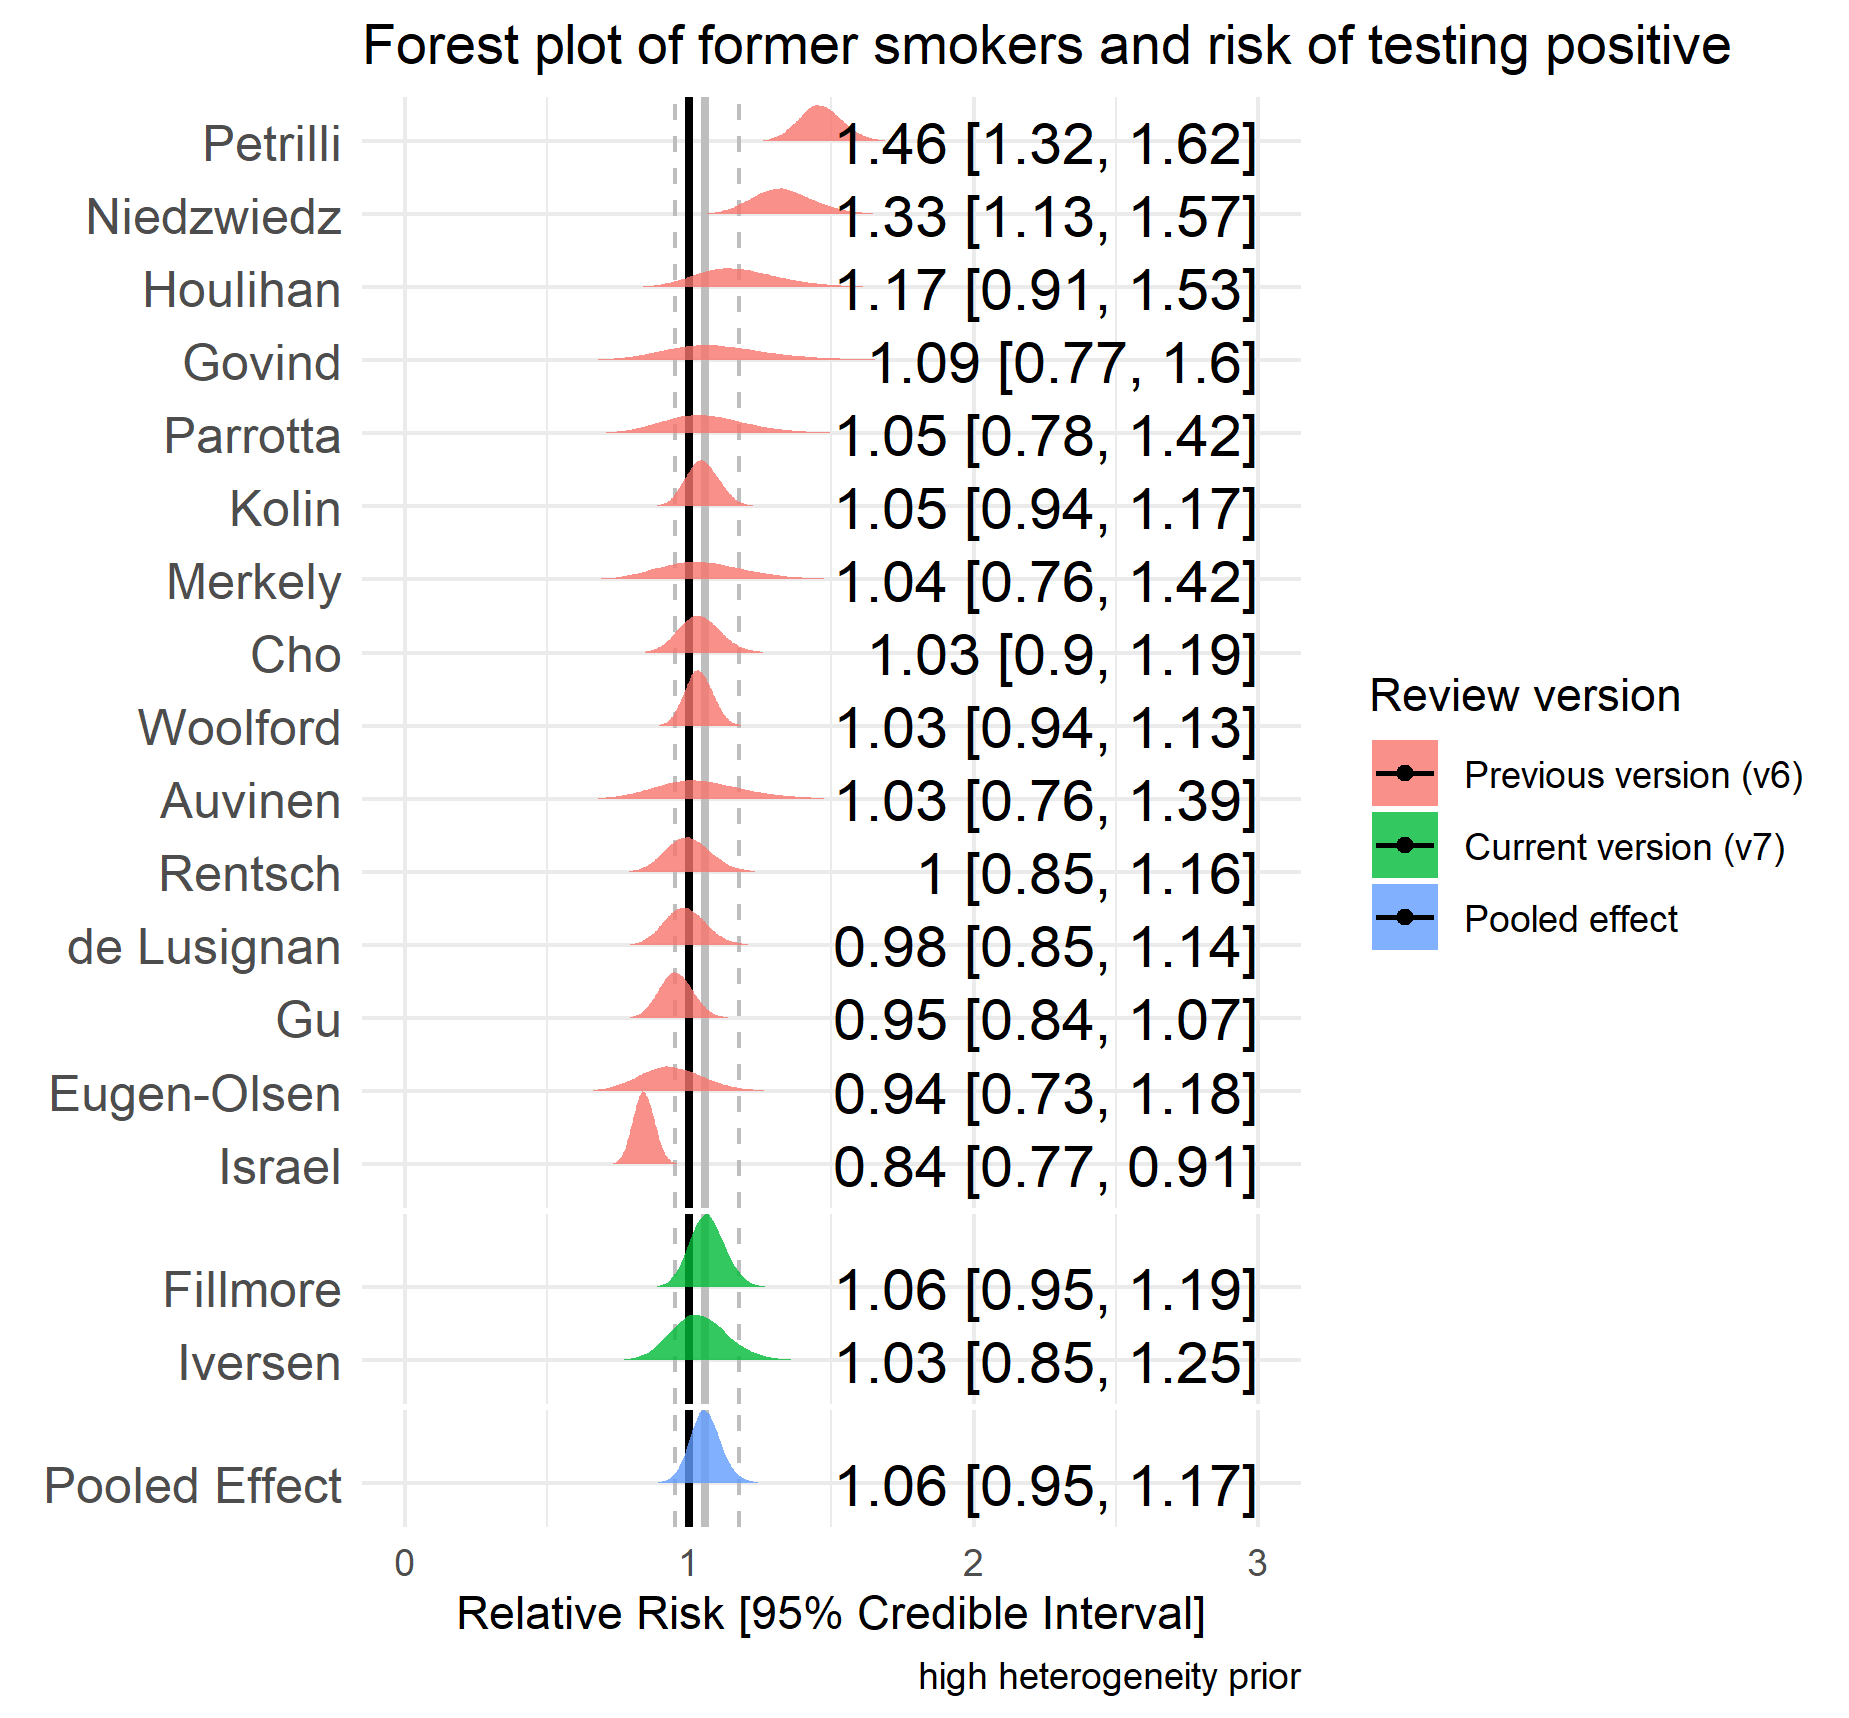 Forest plot of former smokers and risk of testing positive
Petrilli 1.46 [1.32, 1.62]
Niedzwiedz 1.33 [1.13, 1.57]
Houlihan 1.17 [0.91, 1.53]
Govind 1.09 [0.77, 1.6]
Parrotta 1.05 [0.78, 1.42]
Kolin 1.05 [0.94, 1.17]
Merkely 1.04 [0.76, 1.42]
Cho 1.03 [0.9, 1.19]
Woolford 1.03 [0.94, 1.13]
Auvinen 1.03 [0.76, 1.39]
Rentsch 1 [0.85, 1.16]
de Lusignan 0.98 [0.85, 1.14]
Gu 0.95 [0.84, 1.07]
Eugen-Olsen 0.94 [0.73, 1.18]
Israel 0.84 [0.77, 0.91]
Fillmore 1.06 [0.95, 1.19]
Iversen 1.03 [0.85, 1.25]
Pooled Effect 1.06 [0.95, 1.17]
0 1 2 3
Relative Risk [95% Credible Interval]
high heterogeneity prior
Review version
Previous version (v6)
Current version (v7)
Pooled effect